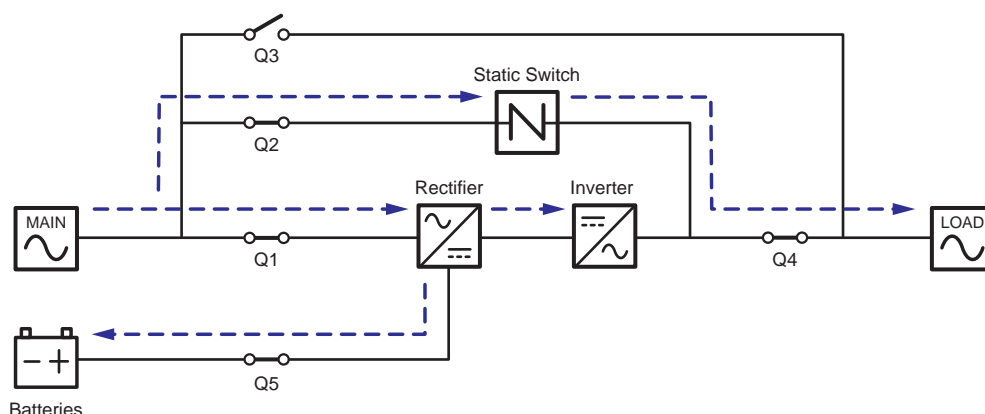 Q3
Static Switch
Q2
Rectifier
Inverter
MAIN
LOAD
Q1
Q4
Q5
Batteries